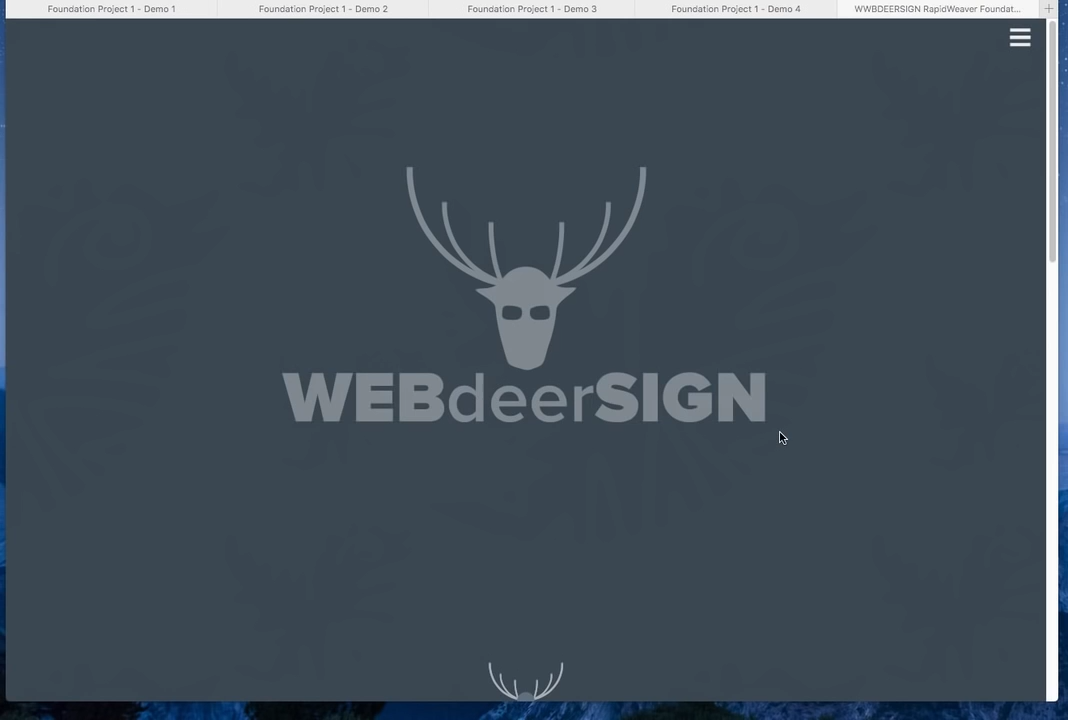 Foundation Project 1 - Demo 1
Foundation Project 1 - Demo 2
Foundation Project 1 - Demo 3
Foundation Project 1 - Demo 4
WWBDEERSIGN RapidWeaver Foundat...
WEBdeerSIGN